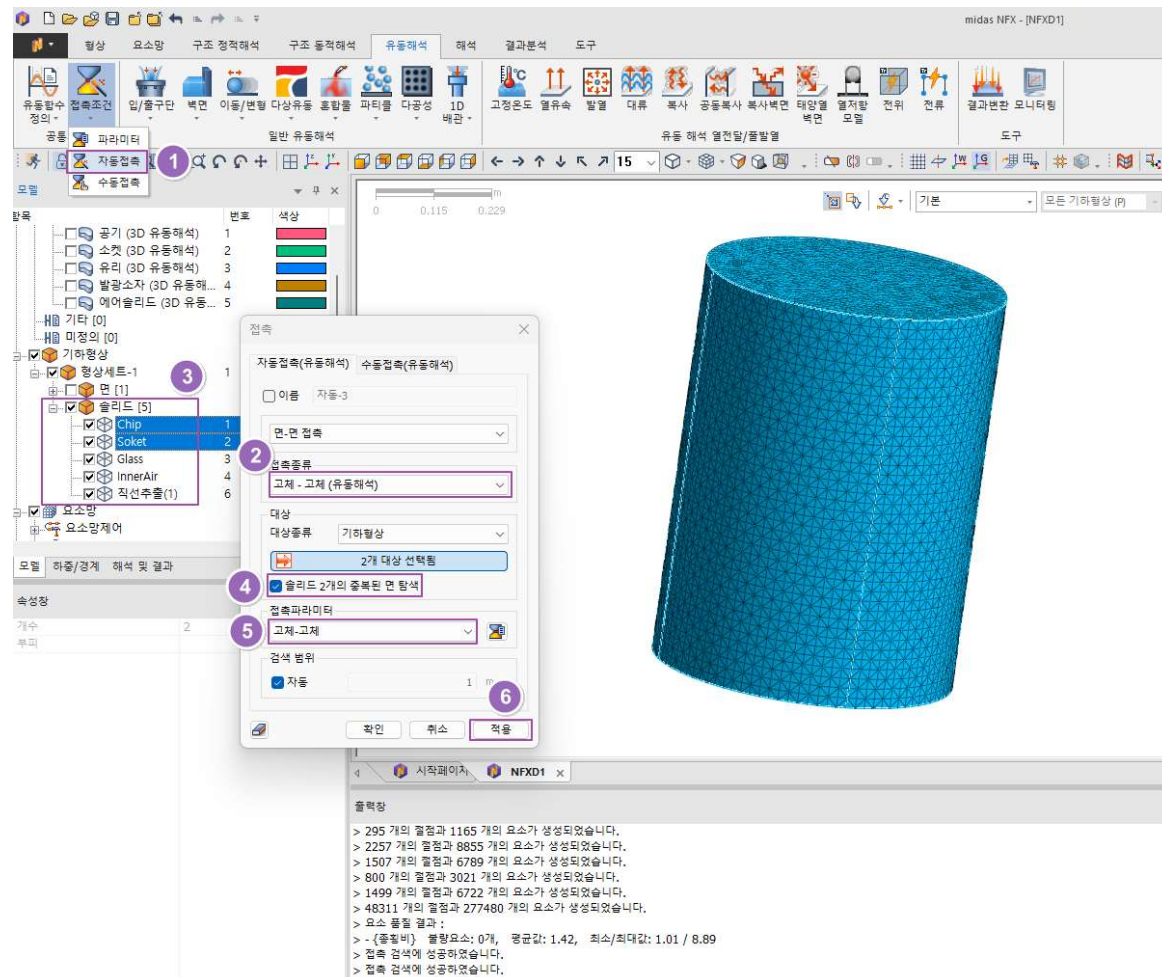 midas NFX - [NFXD1]
형상 요소망 구조 정적해석 구조 동적해석 유동해석 해석 결과분석 도구
유동함수 정의 접촉조건 입/출구단 벽면 이동/변형 다상유동 혼합물 파티클 다공성 1D 배관 고정온도 열유속 발열 대류 복사 공동복사 복사벽면 태양열 벽면 열저항 모델 전위 전류 결과변환 모니터링
공통 일반 유동해석 유동 해석 열전달/줄발열 도구
파라미터
자동접촉
1
수동접촉
15
모델
항목 번호 색상
공기 (3D 유동해석) 1
소켓 (3D 유동해석) 2
유리 (3D 유동해석) 3
발광소자 (3D 유동해... 4
에어솔리드 (3D 유동... 5
기타 [0]
미정의 [0]
기하형상
형상세트-1 1
3
면 [1]
솔리드 [5]
Chip 1
Soket 2
Glass 3
InnerAir 4
직선추출(1) 6
요소망
요소망제어
모델 하중/경계 해석 및 결과
속성창
개수 2
부피
접촉
자동접촉(유동해석) 수동접촉(유동해석)
이름 자동-3
면-면 접촉
2
접촉종류
고체 - 고체 (유동해석)
대상
대상종류 기하형상
2개 대상 선택됨
4
솔리드 2개의 중복된 면 탐색
접촉파라미터
5
고체-고체
검색 범위
자동 1 m
6
확인 취소 적용
m
0 0.115 0.229
기본 모든 기하형상 (P)
시작페이지 NFXD1
출력창
> 295 개의 절점과 1165 개의 요소가 생성되었습니다.
> 2257 개의 절점과 8855 개의 요소가 생성되었습니다.
> 1507 개의 절점과 6789 개의 요소가 생성되었습니다.
> 800 개의 절점과 3021 개의 요소가 생성되었습니다.
> 1499 개의 절점과 6722 개의 요소가 생성되었습니다.
> 48311 개의 절점과 277480 개의 요소가 생성되었습니다.
> 요소 품질 결과 :
> - {종횡비} 불량요소: 0개, 평균값: 1.42, 최소/최대값: 1.01 / 8.89
> 접촉 검색에 성공하였습니다.
> 접촉 검색에 성공하였습니다.